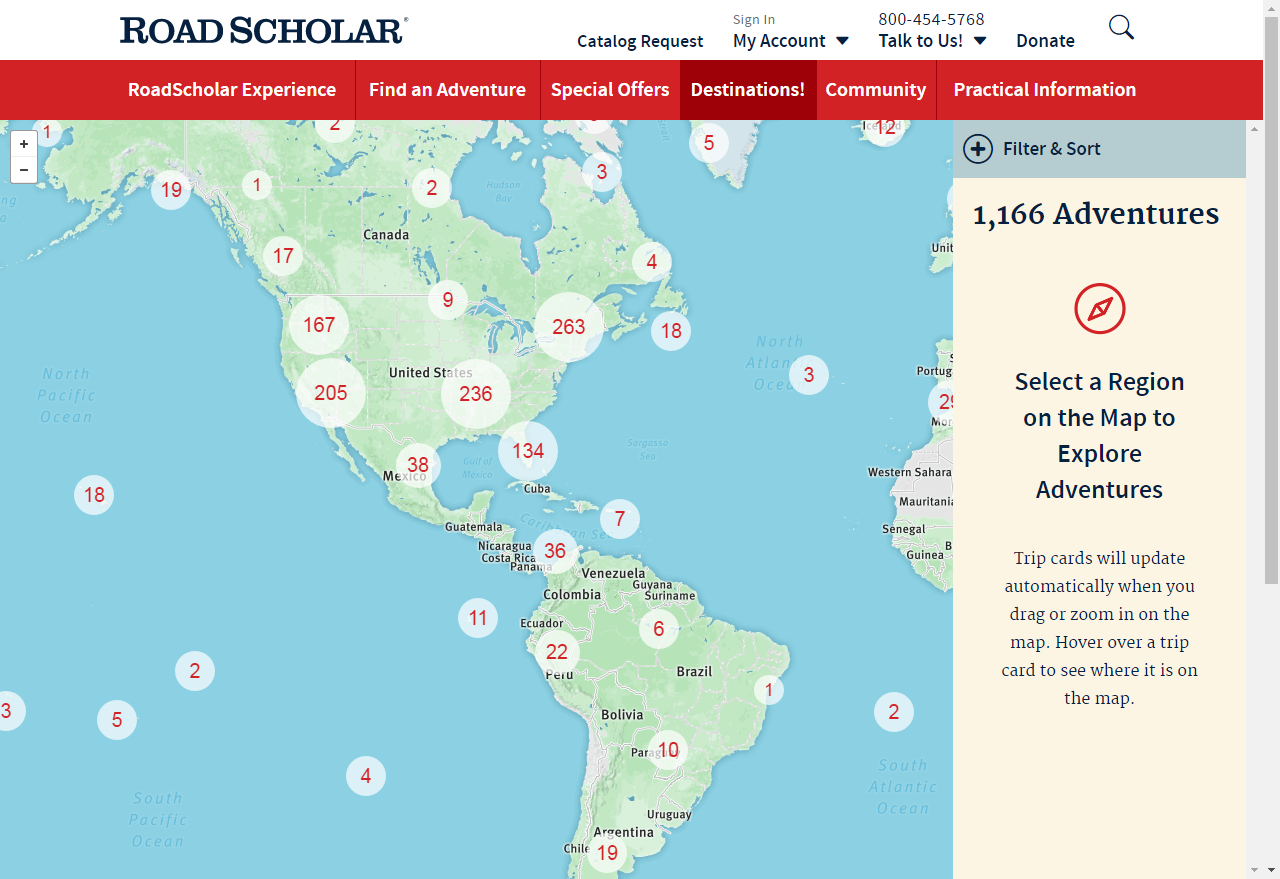 ROAD SCHOLAR®
Sign In
800-454-5768
Catalog Request
My Account
Talk to Us!
Donate
RoadScholar Experience
Find an Adventure
Special Offers
Destinations!
Community
Practical Information
+
−
1
2
5
12
Iceland
Filter & Sort
1,166 Adventures
19
1
2
3
Hudson
Bay
Canada
17
4
Unit
9
167
263
18
North
Atlantic
Ocean
3
United States
205
236
North
Pacific
Ocean
Portug
29
Mor
134
38
Mexico
Gulf of
Mexico
Sargasso
Sea
Western Sahara
Cuba
18
Mauritania
7
Caribbean Sea
Guatemala
Senegal
Nicaragua
Costa Rica
Panama
36
Guinea
B
Venezuela
Guyana
Suriname
Colombia
11
Ecuador
6
22
Peru
Brazil
2
1
3
5
Bolivia
2
10
Paraguay
4
South
Pacific
Ocean
South
Atlantic
Ocean
Uruguay
Argentina
Chile
19
Select a Region
on the Map to
Explore
Adventures
Trip cards will update
automatically when you
drag or zoom in on the
map. Hover over a trip
card to see where it is on
the map.